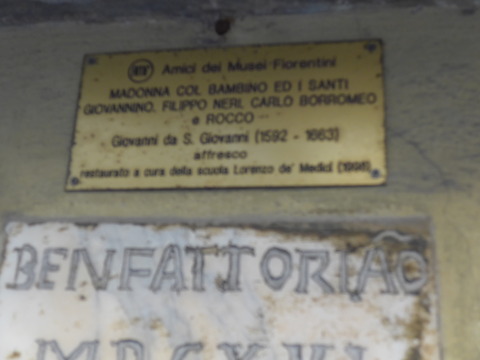 Amici dei Musei Fiorentini
MADONNA COL BAMBINO ED I SANTI
GIOVANNINO, FILIPPO NERI, CARLO BORROMEO
e ROCCO
Giovanni da S. Giovanni (1592 - 1663)
affresco
restaurato a cura della scuola Lorenzo de' Medici (1998)
BENFATTORIÃO